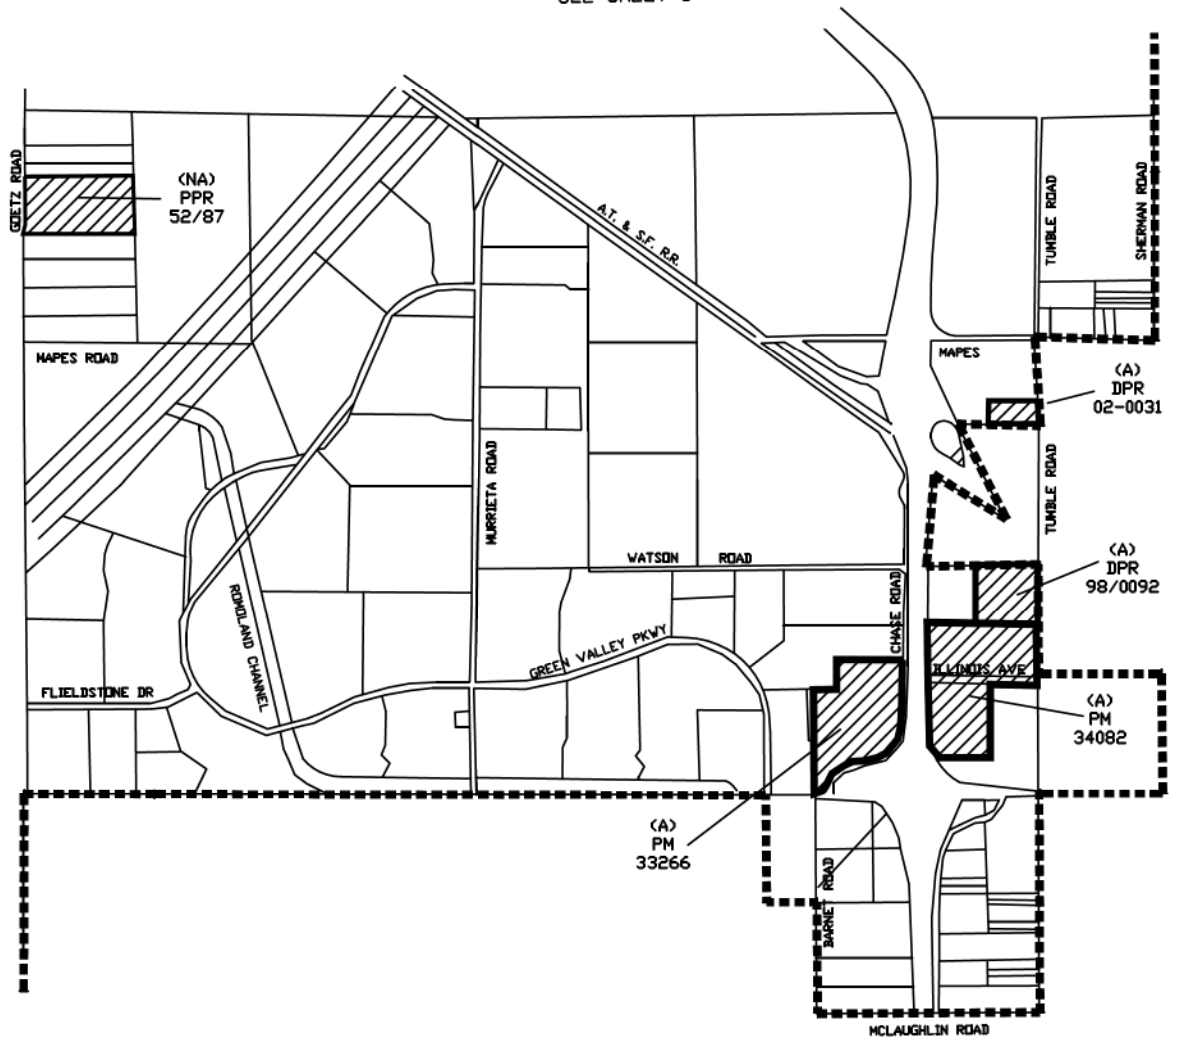 GOETZ ROAD
(NA)
PPR
52/87
A.T. & S.F. R.R.
TUMBLE ROAD
SHERMAN ROAD
MAPES ROAD
MAPES
(A)
DPR
02-0031
MURRIETA ROAD
TUMBLE ROAD
WATSON ROAD
(A)
DPR
98/0092
ROMOLAND CHANNEL
CHASE ROAD
GREEN VALLEY PKWY
ILLINOIS AVE
FLIELDSTONE DR
(A)
PM
34082
(A)
PM
33266
BARNET ROAD
MCLAUGHLIN ROAD